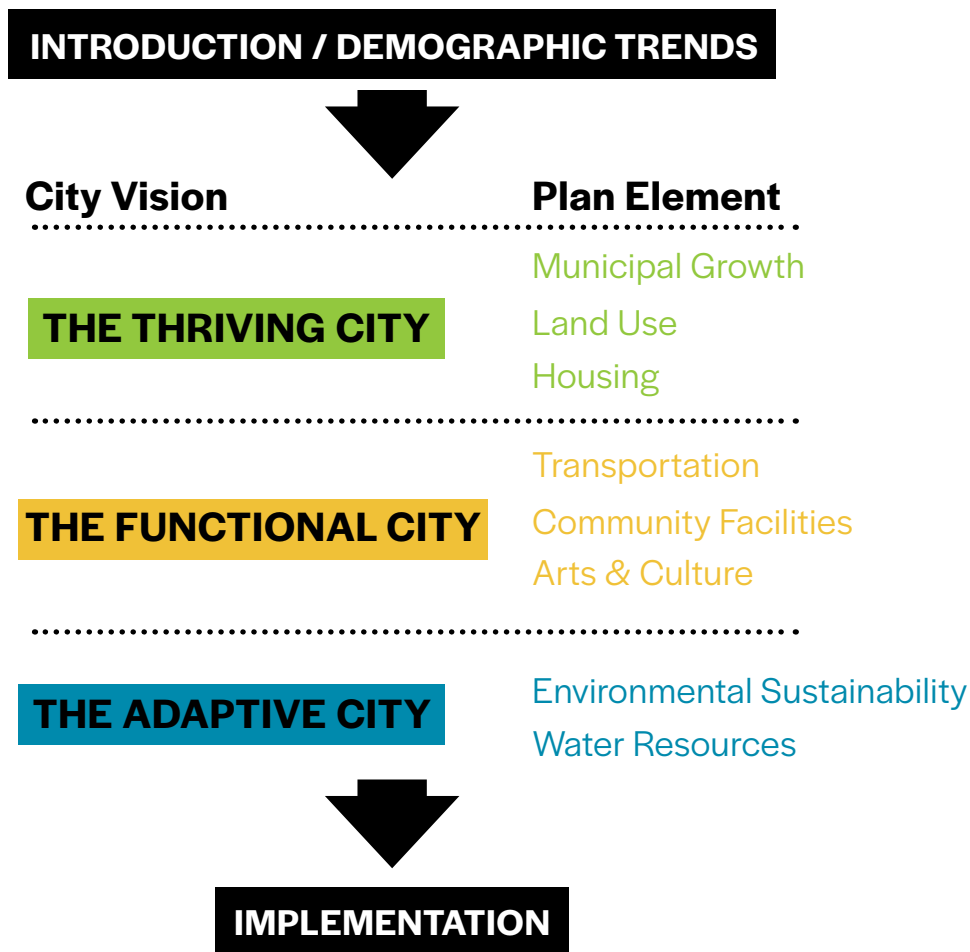 INTRODUCTION / DEMOGRAPHIC TRENDS
City Vision
Plan Element
THE THRIVING CITY
Municipal Growth
Land Use
Housing
THE FUNCTIONAL CITY
Transportation
Community Facilities
Arts & Culture
THE ADAPTIVE CITY
Environmental Sustainability
Water Resources
IMPLEMENTATION